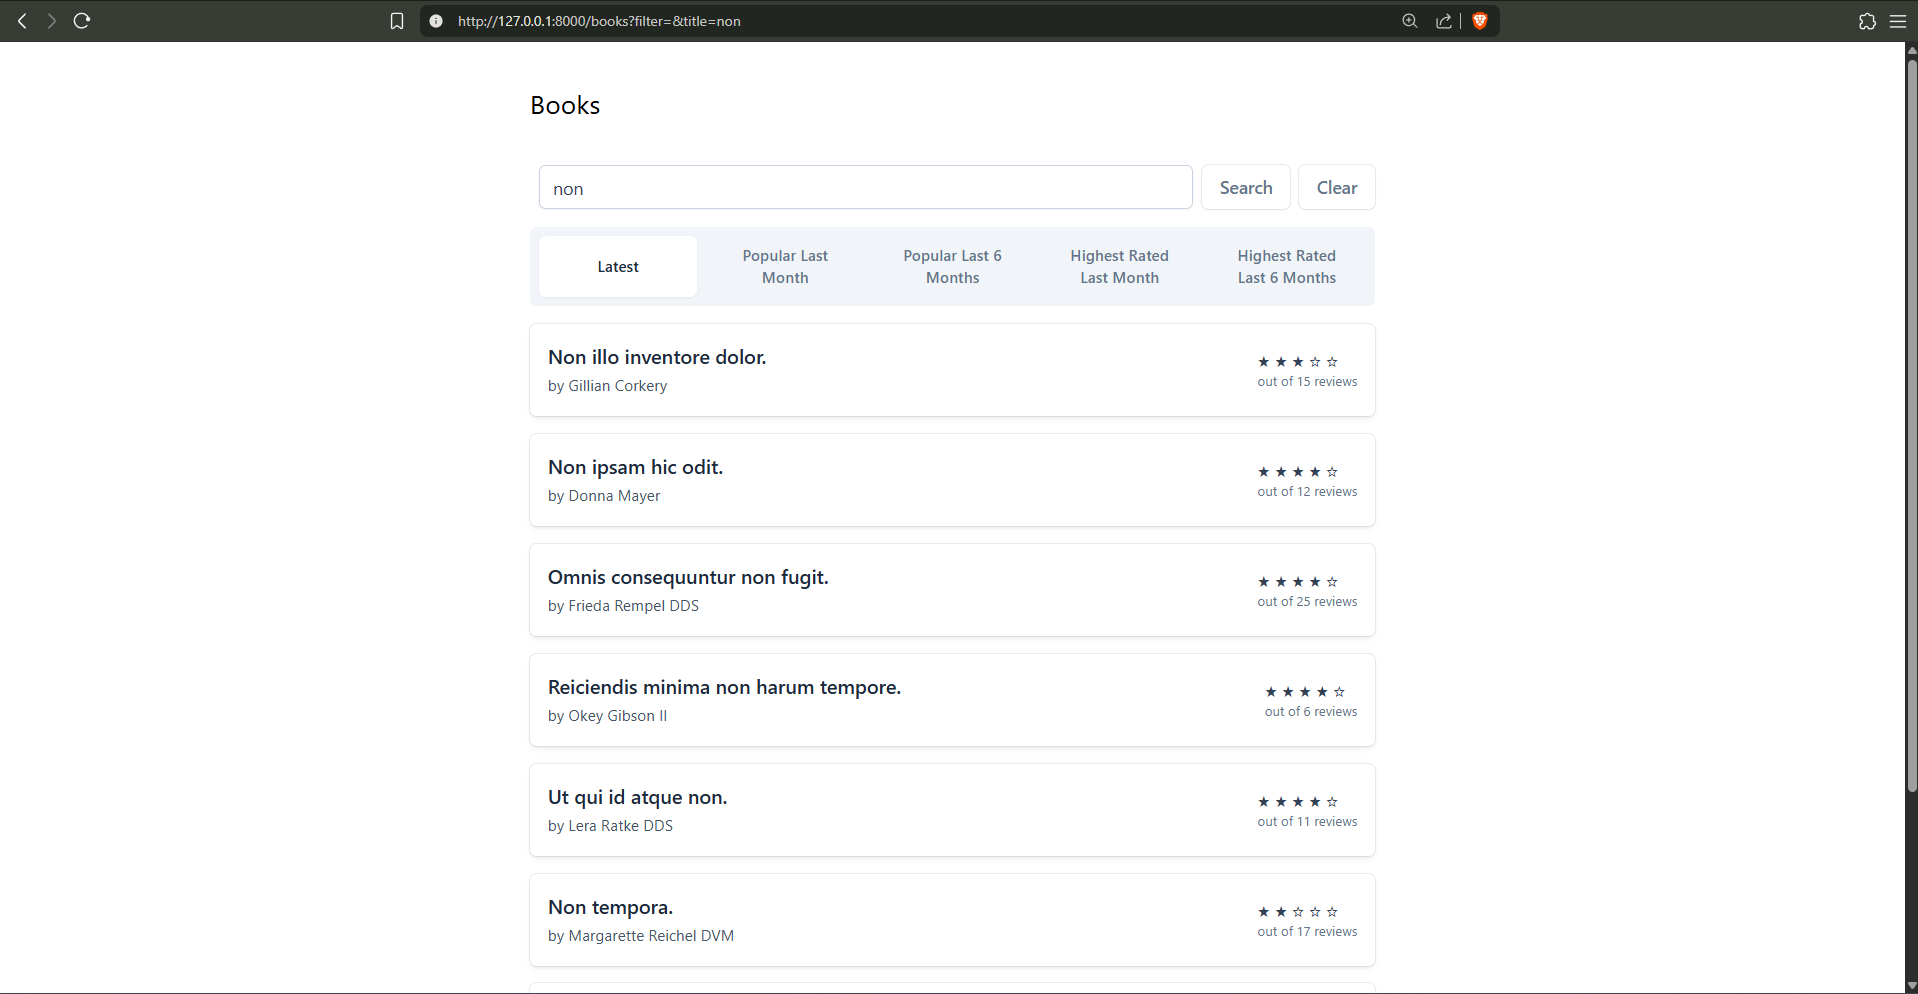 http://127.0.0.1:8000/books?filter=&title=non
Books
non
Search
Clear
Latest
Popular Last
Month
Popular Last 6
Months
Highest Rated
Last Month
Highest Rated
Last 6 Months
Non illo inventore dolor.
by Gillian Corkery
★ ★ ★ ☆ ☆
out of 15 reviews
Non ipsam hic odit.
by Donna Mayer
★ ★ ★ ★ ☆
out of 12 reviews
Omnis consequuntur non fugit.
by Frieda Rempel DDS
★ ★ ★ ★ ☆
out of 25 reviews
Reiciendis minima non harum tempore.
by Okey Gibson II
★ ★ ★ ★ ☆
out of 6 reviews
Ut qui id atque non.
by Lera Ratke DDS
★ ★ ★ ★ ☆
out of 11 reviews
Non tempora.
by Margarette Reichel DVM
★ ★ ☆ ☆ ☆
out of 17 reviews